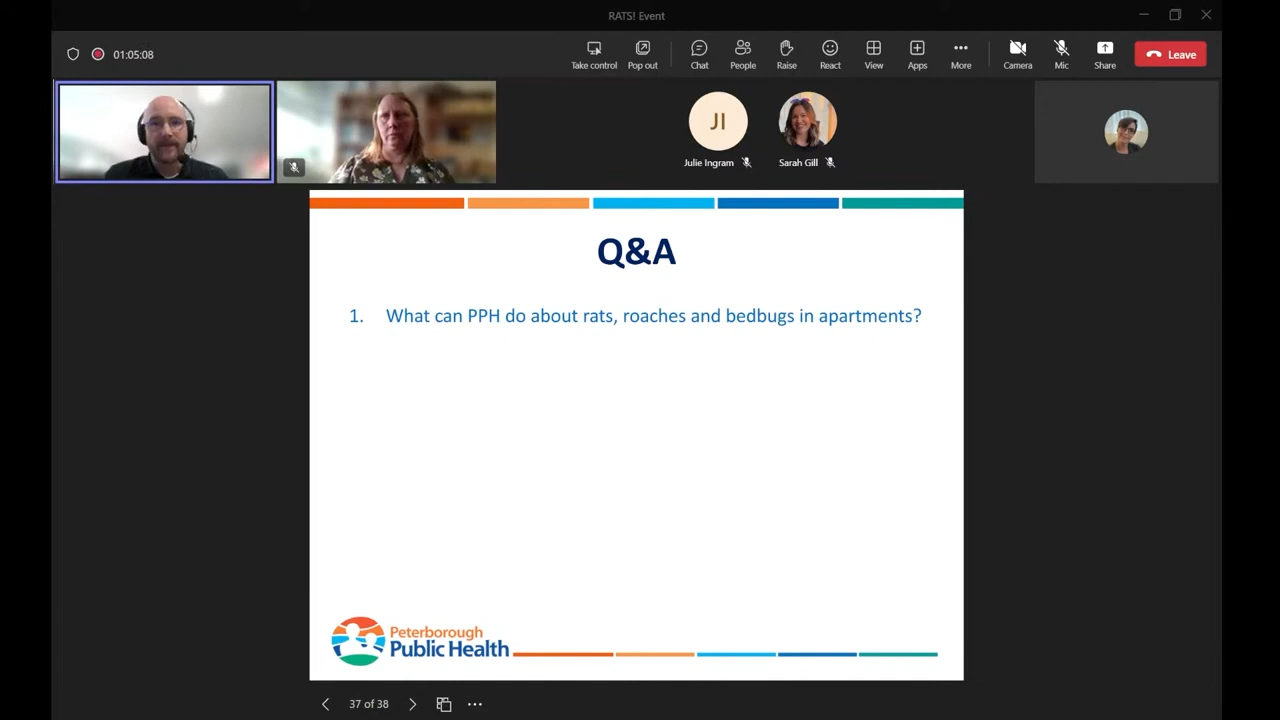 RATS! Event
01:05:08
Take control
Pop out
Chat
People
Raise
React
View
Apps
More
Camera
Mic
Share
Leave
JI
Julie Ingram
Sarah Gill
Q&A
1. What can PPH do about rats, roaches and bedbugs in apartments?
Peterborough
Public Health
37 of 38